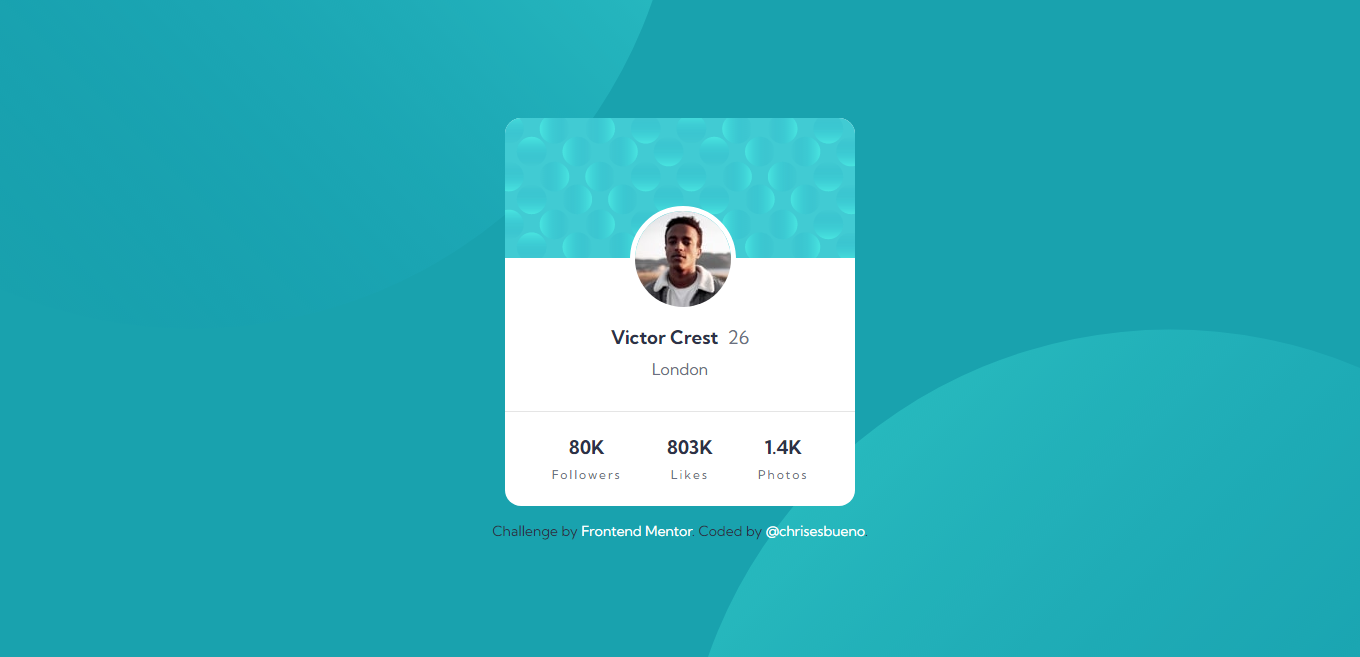 Victor Crest 26
London
80K 803K 1.4K
Followers Likes Photos
Challenge by Frontend Mentor. Coded by @chrisesbueno.